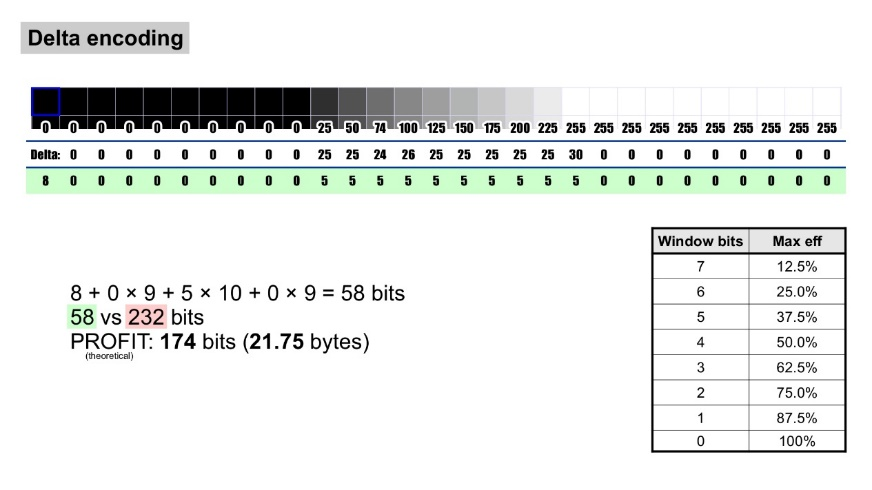 Delta encoding
0 0 0 0 0 0 0 0 0 0 25 50 74 100 125 150 175 200 225 255 255 255 255 255 255 255 255 255 255
Delta: 0 0 0 0 0 0 0 0 0 25 25 24 26 25 25 25 25 25 30 0 0 0 0 0 0 0 0 0
8 0 0 0 0 0 0 0 0 0 5 5 5 5 5 5 5 5 5 5 0 0 0 0 0 0 0 0 0
8 + 0 × 9 + 5 × 10 + 0 × 9 = 58 bits
58 vs 232 bits
PROFIT: 174 bits (21.75 bytes)
(theoretical)
Window bits Max eff
7 12.5%
6 25.0%
5 37.5%
4 50.0%
3 62.5%
2 75.0%
1 87.5%
0 100%